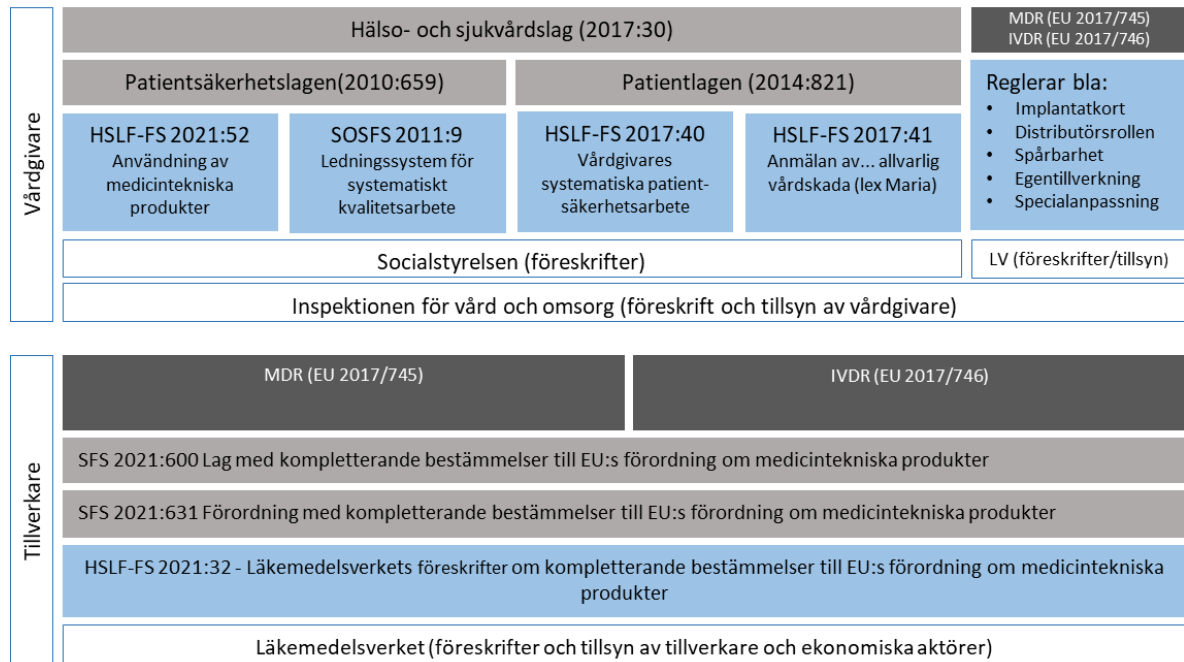 Vårdgivare
Hälso- och sjukvårdslag (2017:30)
MDR (EU 2017/745)
IVDR (EU 2017/746)
Patientsäkerhetslagen(2010:659)
Patientlagen (2014:821)
HSLF-FS 2021:52
Användning av
medicintekniska
produkter
SOSFS 2011:9
Ledningssystem för
systematiskt
kvalitetsarbete
HSLF-FS 2017:40
Vårdgivares
systematiska patient-
säkerhetsarbete
HSLF-FS 2017:41
Anmälan av... allvarlig
vårdskada (lex Maria)
Reglerar bla:
• Implantatkort
• Distributörsrollen
• Spårbarhet
• Egentillverkning
• Specialanpassning
Socialstyrelsen (föreskrifter)
LV (föreskrifter/tillsyn)
Inspektionen för vård och omsorg (föreskrift och tillsyn av vårdgivare)
Tillverkare
MDR (EU 2017/745)
IVDR (EU 2017/746)
SFS 2021:600 Lag med kompletterande bestämmelser till EU:s förordning om medicintekniska produkter
SFS 2021:631 Förordning med kompletterande bestämmelser till EU:s förordning om medicintekniska produkter
HSLF-FS 2021:32 - Läkemedelsverkets föreskrifter om kompletterande bestämmelser till EU:s förordning om medicintekniska
produkter
Läkemedelsverket (föreskrifter och tillsyn av tillverkare och ekonomiska aktörer)